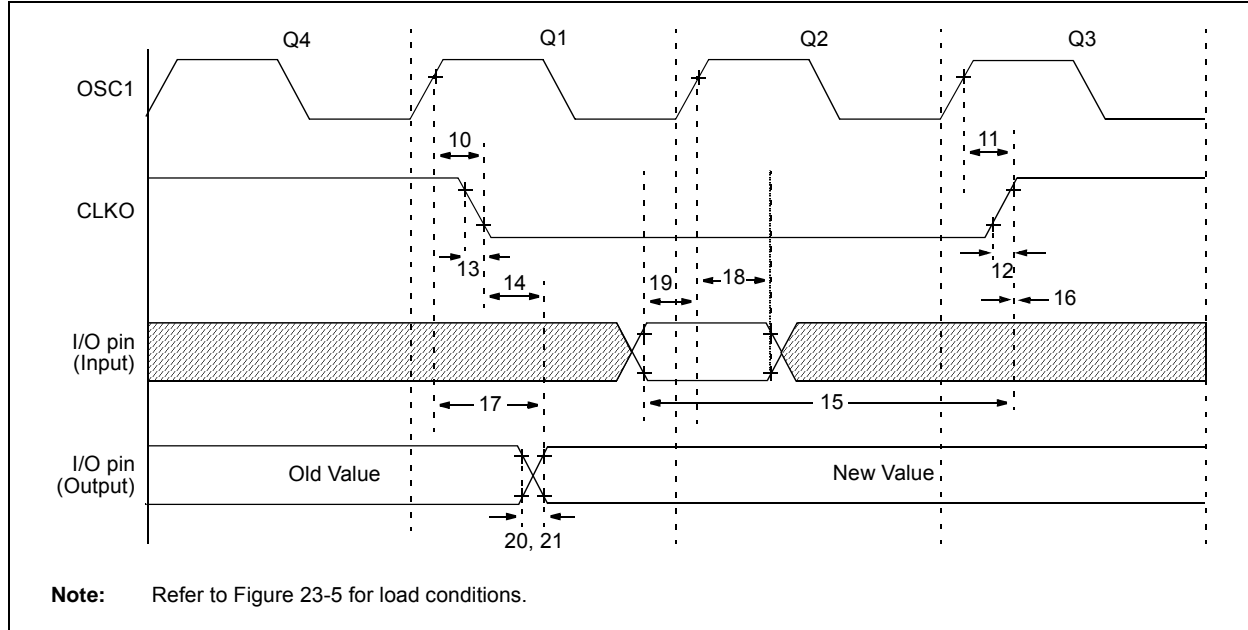 Q4 Q1 Q2 Q3
OSC1
10 11
CLKO
13 14 19 18 12 16
I/O pin
(Input)
17 15
I/O pin
(Output)
Old Value New Value
20, 21
Note: Refer to Figure 23-5 for load conditions.